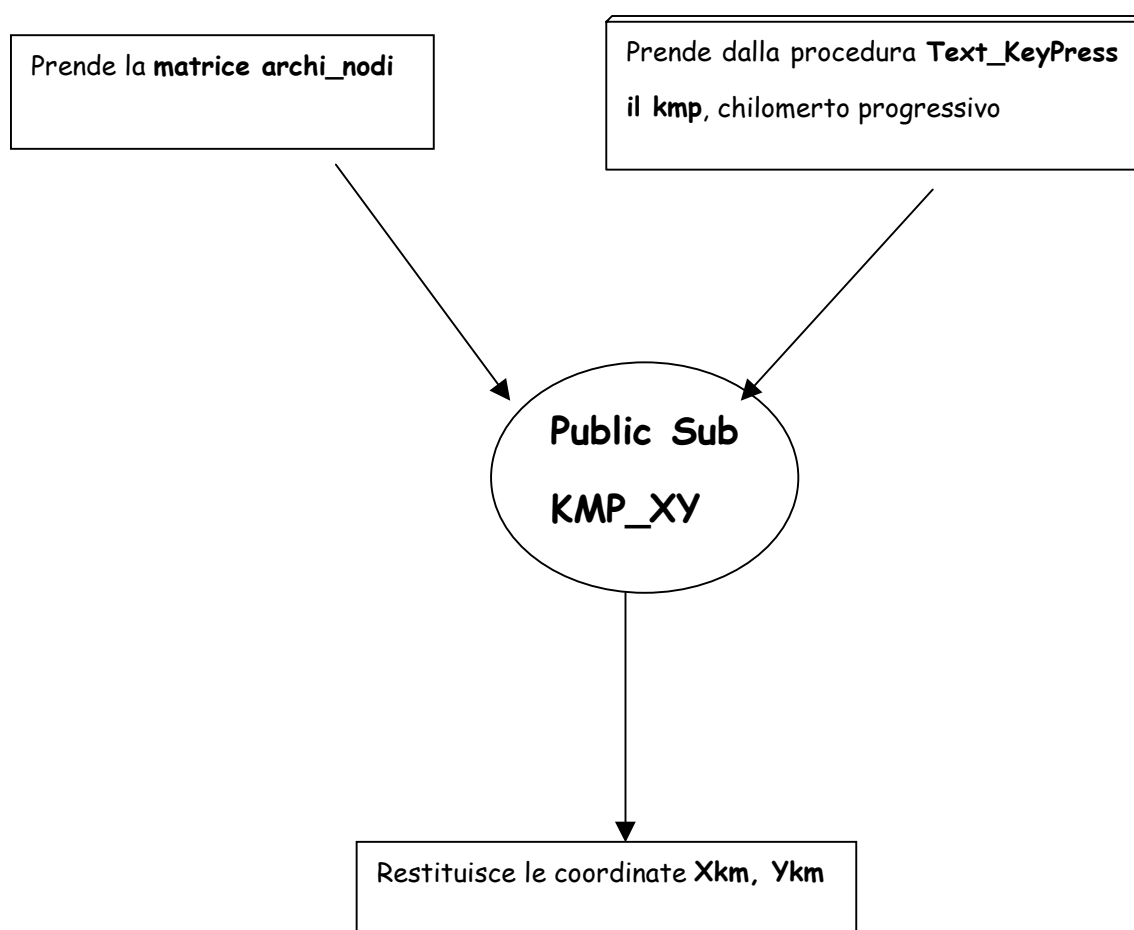 Prende la matrice archi_nodi
Prende dalla procedura Text_KeyPress
il kmp, chilomerto progressivo
Public Sub
KMP_XY
Restituisce le coordinate Xkm, Ykm